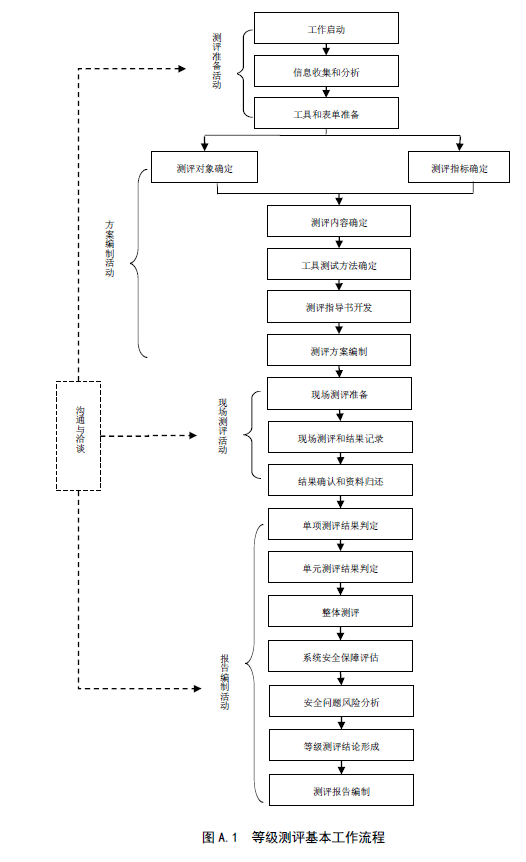 工作启动
信息收集和分析
工具和表单准备
测评准备活动
测评对象确定
测评指标确定
测评内容确定
工具测试方法确定
测评指导书开发
测评方案编制
方案编制活动
现场测评准备
现场测评和结果记录
结果确认和资料归还
现场测评活动
沟通与洽谈
单项测评结果判定
单元测评结果判定
整体测评
系统安全保障评估
安全问题风险分析
等级测评结论形成
测评报告编制
报告编制活动
图 A.1 等级测评基本工作流程